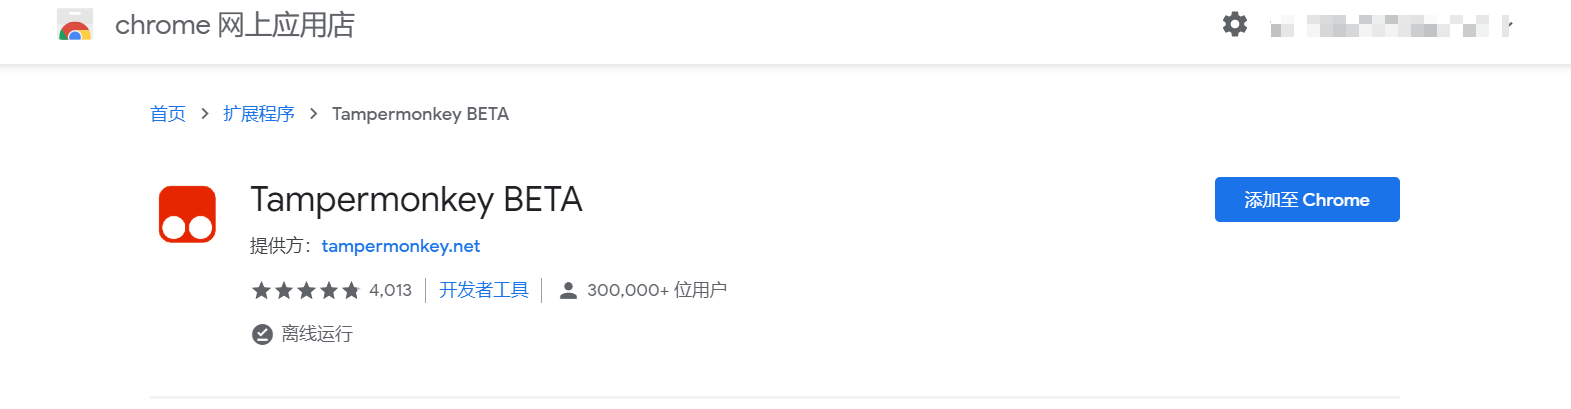 chrome 网上应用店
首页 > 扩展程序 > Tampermonkey BETA
Tampermonkey BETA
添加至 Chrome
提供方：tampermonkey.net
4,013 开发者工具 300,000+ 位用户
离线运行